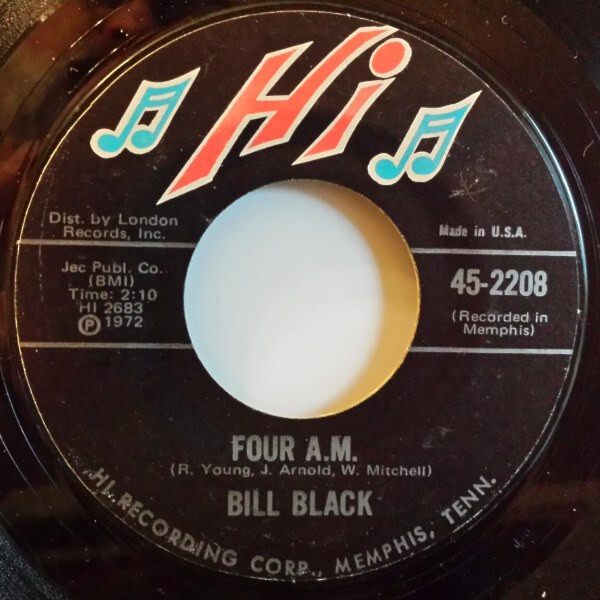 Hi
Dist. by London
Records, Inc.
Made in U.S.A.
Jec Publ. Co.
(BMI)
Time: 2:10
HI 2683
Ⓟ 1972
45-2208
(Recorded in
Memphis)
FOUR A.M.
(R. Young, J. Arnold, W. Mitchell)
BILL BLACK
HI RECORDING CORP., MEMPHIS, TENN.